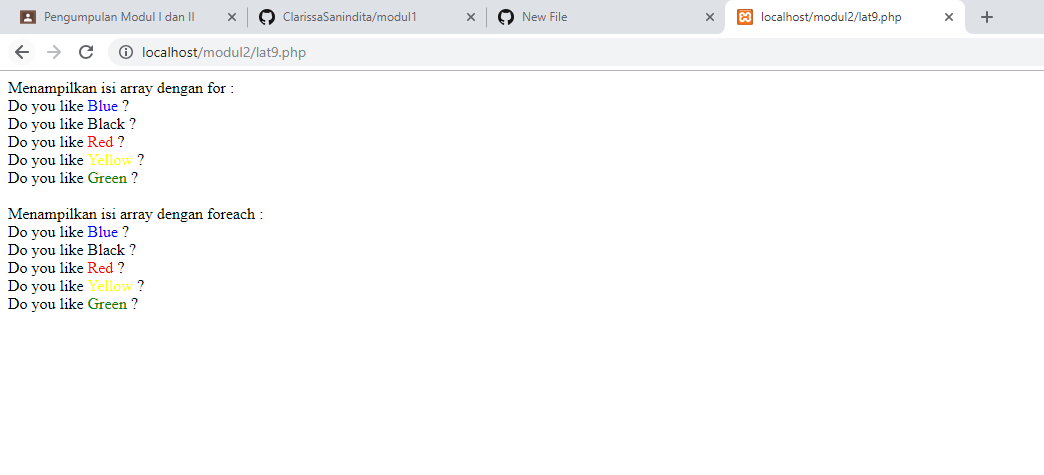 Pengumpulan Modul I dan II
ClarissaSanindita/modul1
New File
localhost/modul2/lat9.php
localhost/modul2/lat9.php
Menampilkan isi array dengan for :
Do you like Blue ?
Do you like Black ?
Do you like Red ?
Do you like Yellow ?
Do you like Green ?
Menampilkan isi array dengan foreach :
Do you like Blue ?
Do you like Black ?
Do you like Red ?
Do you like Yellow ?
Do you like Green ?